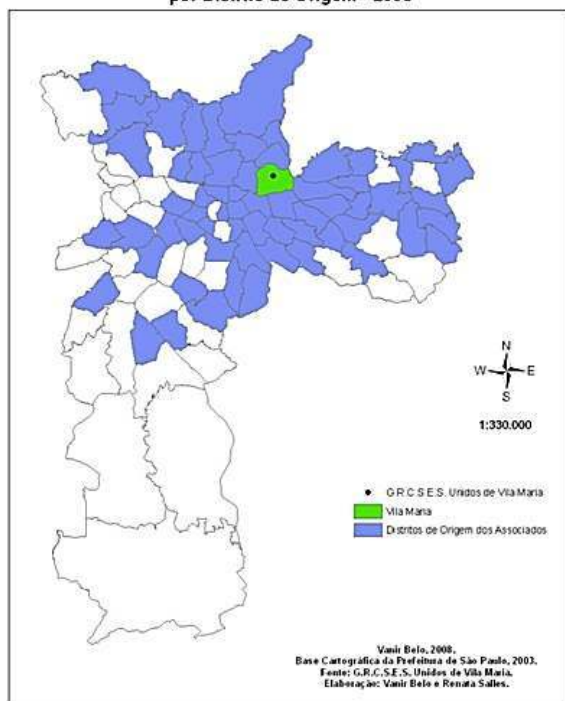 por Distrito de Origem - 2008
N
W E
S
1:330.000
G.R.C.S.E.S. Unidos de Vila Maria
Vila Maria
Distritos de Origem dos Associados
Vanir Belo, 2008.
Base Cartográfica da Prefeitura de São Paulo, 2003.
Fonte: G.R.C.S.E.S. Unidos de Vila Maria.
Elaboração: Vanir Belo e Renata Salles.